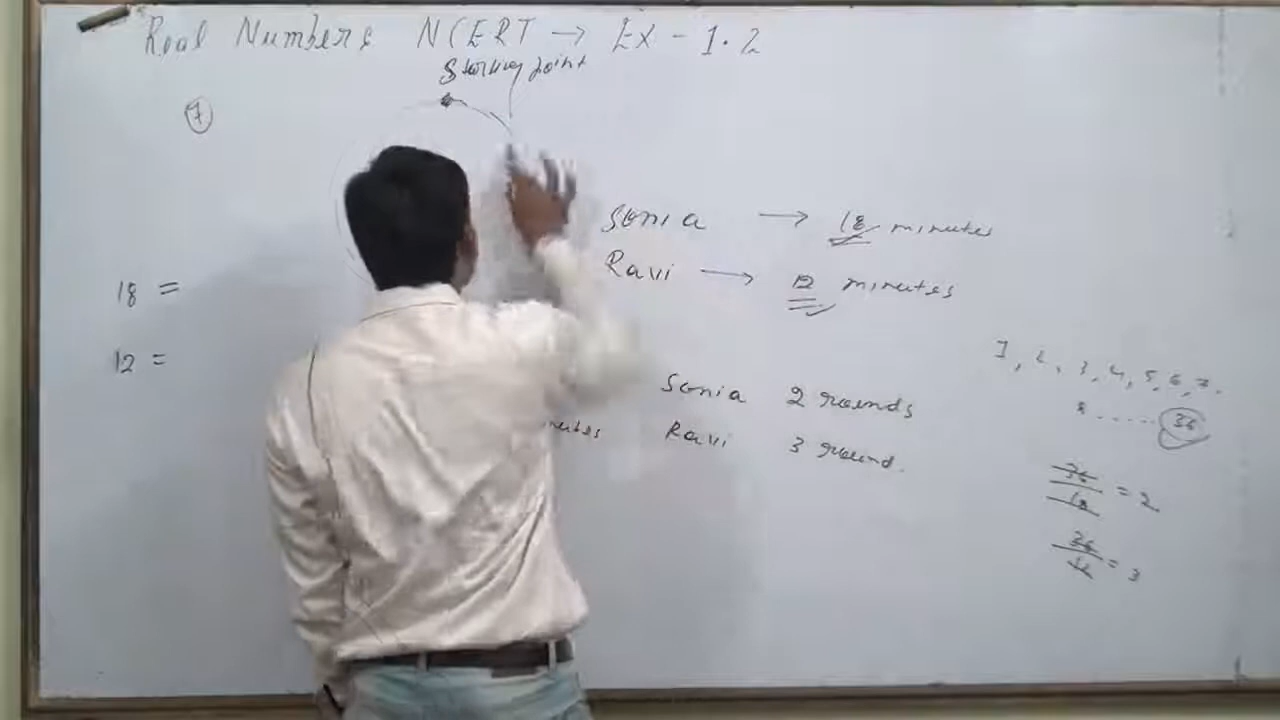 Real Numbers NCERT → Ex - 1.2
Starting point
7
Sonia → 18 minutes
Ravi → 12 minutes
18 =
12 =
1, 2, 3, 4, 5, 6, 7.
8 ...... 36
Sonia 2 rounds
nutes Ravi 3 round.
36/18 = 2
36/12 = 3